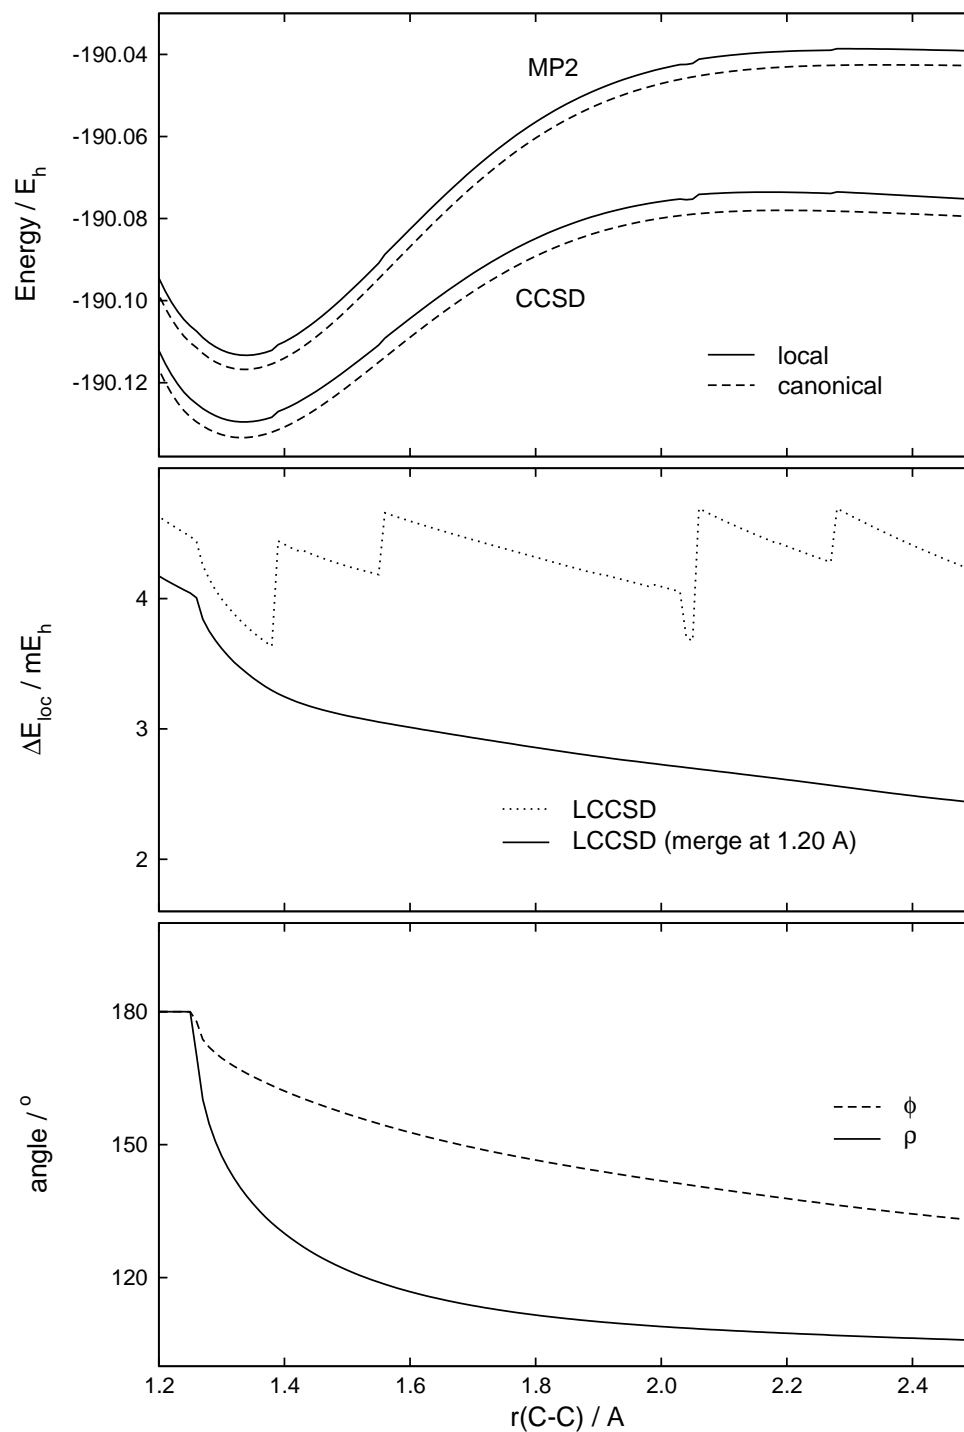 -190.04
MP2
-190.06
-190.08
Energy / E_h
-190.10
CCSD
-190.12
local
canonical
4
ΔE_loc / mE_h
3
LCCSD
LCCSD (merge at 1.20 A)
2
180
150
angle / °
ϕ
ρ
120
1.2 1.4 1.6 1.8 2.0 2.2 2.4
r(C-C) / A